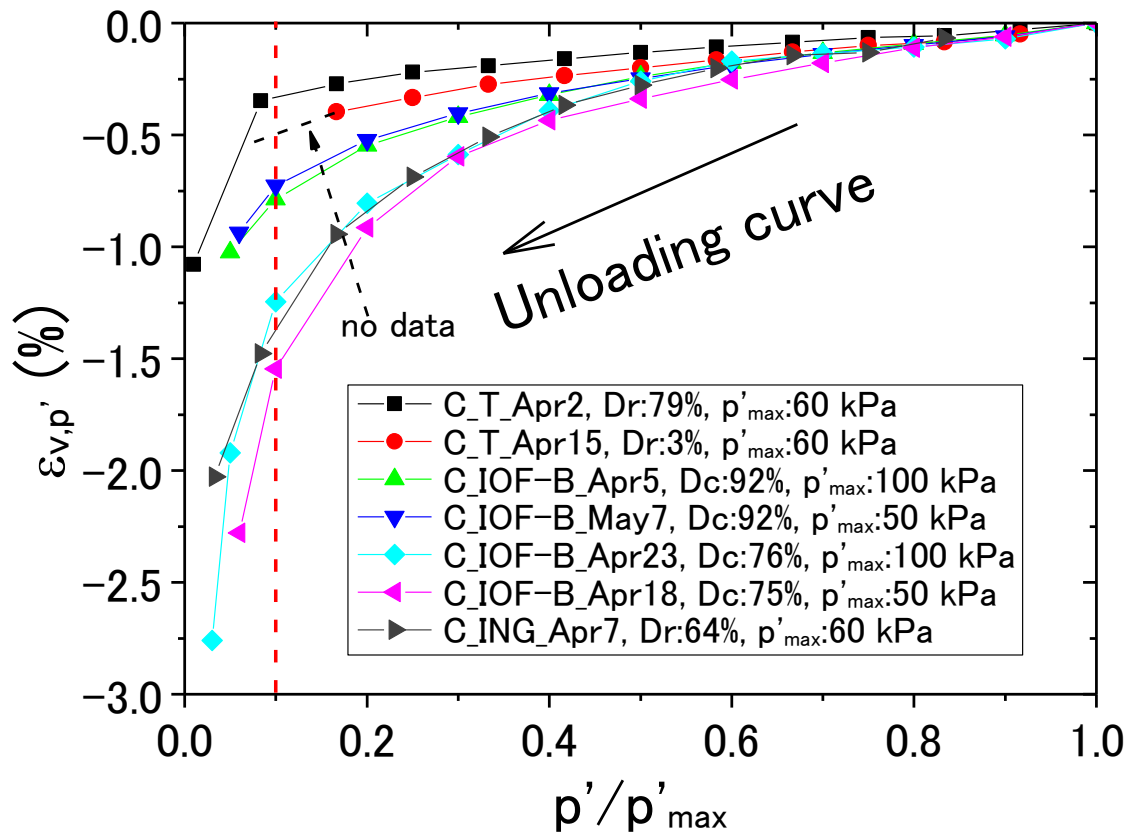 0.0
−0.5
−1.0
−1.5
−2.0
−2.5
−3.0
εv,p' (%)
Unloading curve
no data
C_T_Apr2, Dr:79%, p'max:60 kPa
C_T_Apr15, Dr:3%, p'max:60 kPa
C_IOF-B_Apr5, Dc:92%, p'max:100 kPa
C_IOF-B_May7, Dc:92%, p'max:50 kPa
C_IOF-B_Apr23, Dc:76%, p'max:100 kPa
C_IOF-B_Apr18, Dc:75%, p'max:50 kPa
C_ING_Apr7, Dr:64%, p'max:60 kPa
0.0 0.2 0.4 0.6 0.8 1.0
p'/p'max